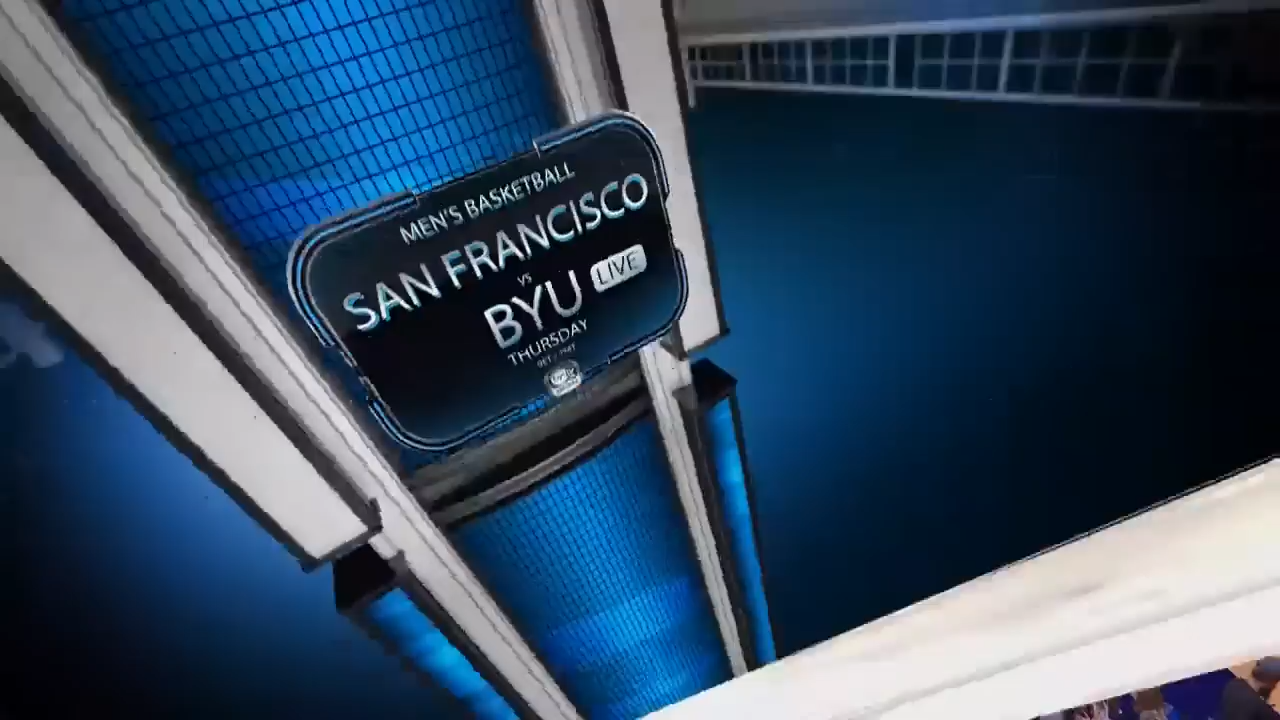 MEN'S BASKETBALL
SAN FRANCISCO
VS
BYU LIVE
THURSDAY